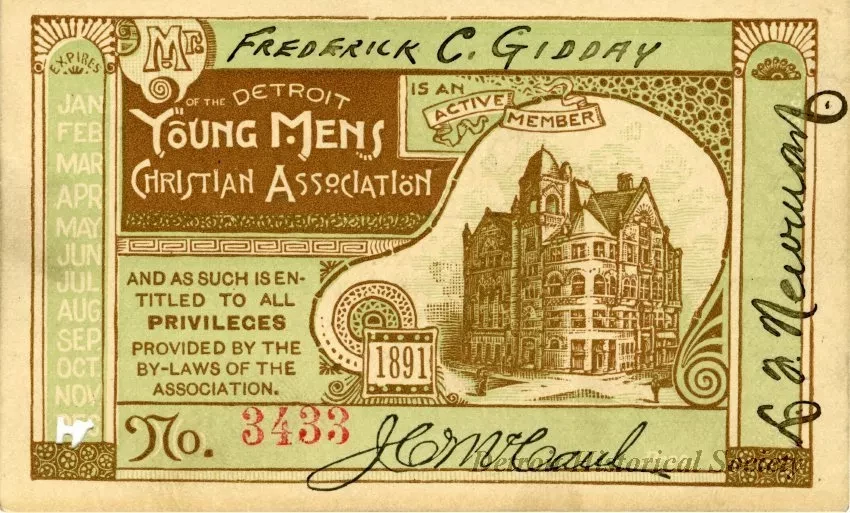 EXPIRES
JAN
FEB
MAR
APR
MAY
JUN
JUL
AUG
SEP
OCT
NOV
Mr. FREDERICK C. GIDDAY
OF THE DETROIT
YOUNG MENS
CHRISTIAN ASSOCIATION
IS AN
ACTIVE
MEMBER
AND AS SUCH IS EN-
TITLED TO ALL
PRIVILEGES
PROVIDED BY THE
BY-LAWS OF THE
ASSOCIATION.
1891
No. 3433
Detroit Historical Society
Newman